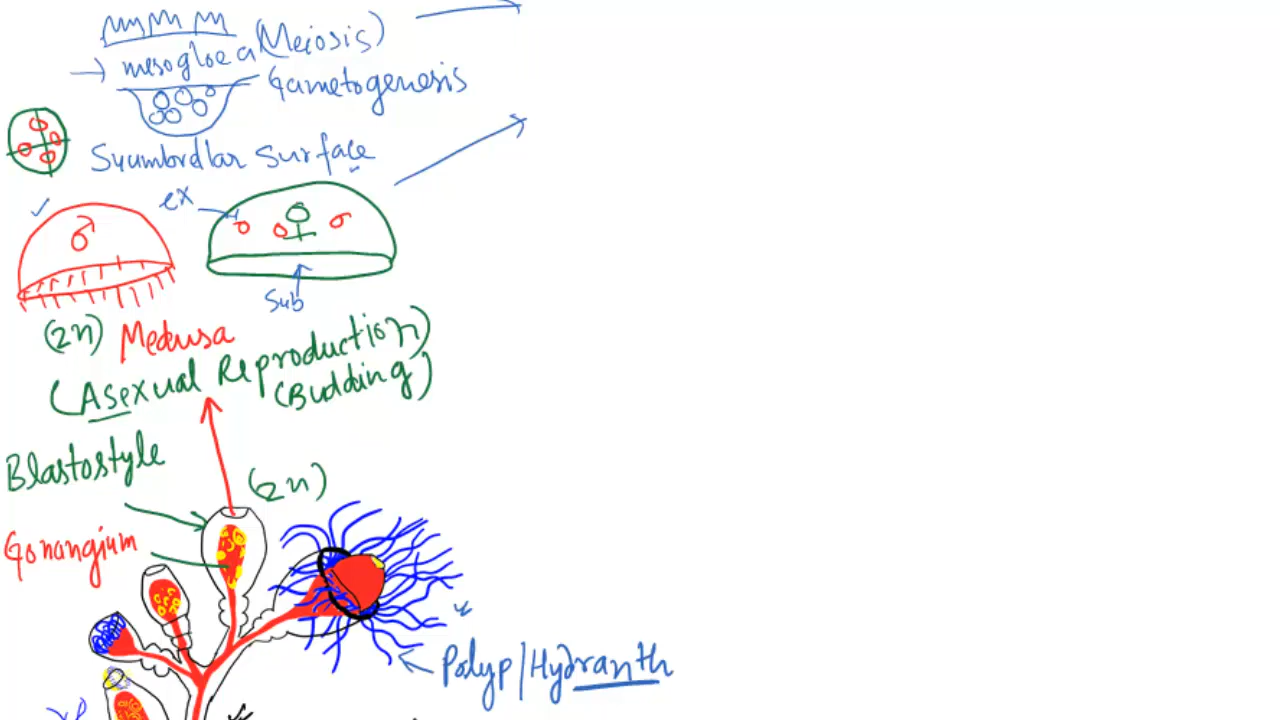 mesogloea (Meiosis)
Gametogenesis
Syumbrellar surface
ex
sub
(2n) Medusa
(Asexual Reproduction)
(Budding)
Blastostyle
(2n)
Gonangium
Polyp/Hydranth